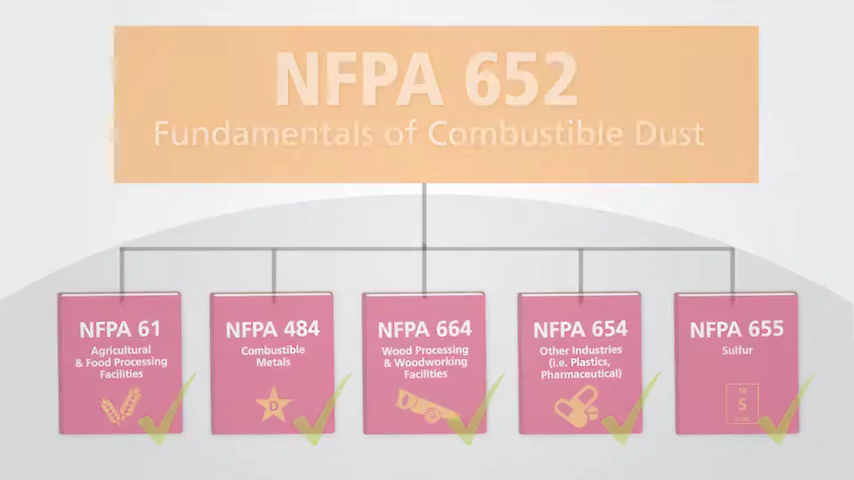 NFPA 652
Fundamentals of Combustible Dust
NFPA 61
Agricultural
& Food Processing
Facilities
NFPA 484
Combustible
Metals
D
NFPA 664
Wood Processing
& Woodworking
Facilities
NFPA 654
Other Industries
(i.e. Plastics,
Pharmaceutical)
NFPA 655
Sulfur
16
S